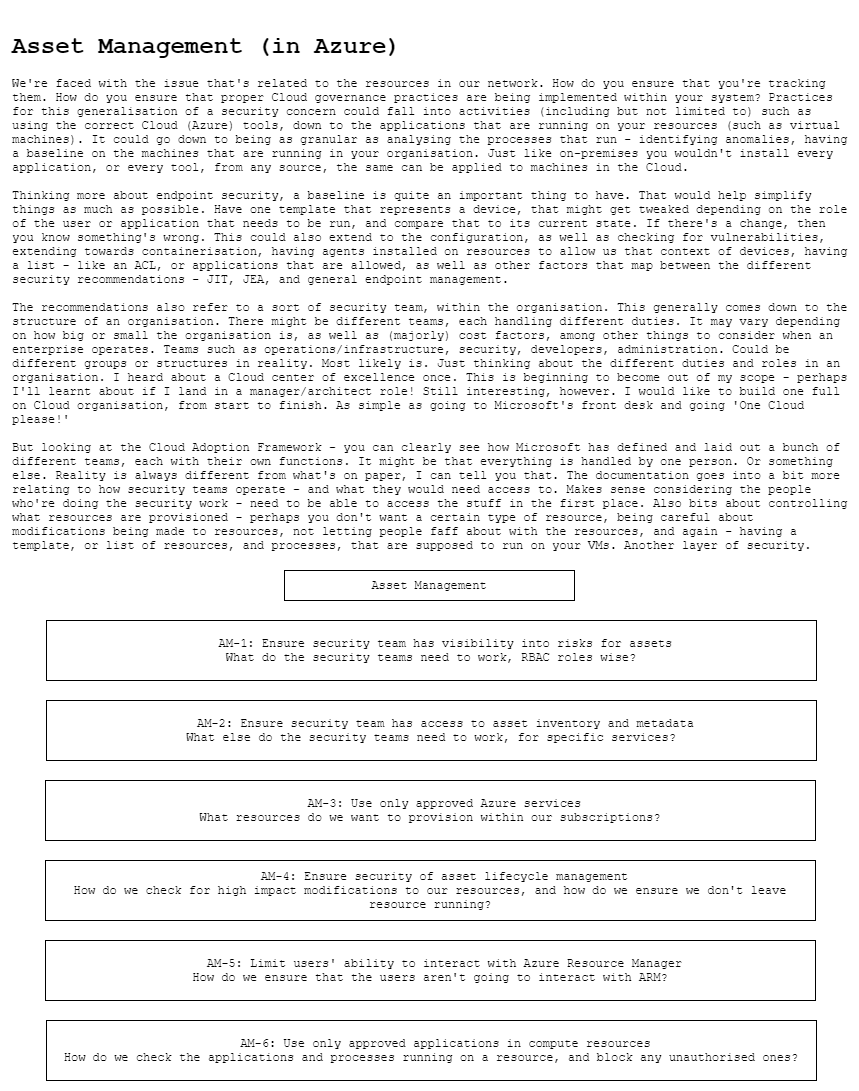 Asset Management (in Azure)
We're faced with the issue that's related to the resources in our network. How do you ensure that you're tracking
them. How do you ensure that proper Cloud governance practices are being implemented within your system? Practices
for this generalisation of a security concern could fall into activities (including but not limited to) such as
using the correct Cloud (Azure) tools, down to the applications that are running on your resources (such as virtual
machines). It could go down to being as granular as analysing the processes that run - identifying anomalies, having
a baseline on the machines that are running in your organisation. Just like on-premises you wouldn't install every
application, or every tool, from any source, the same can be applied to machines in the Cloud.
Thinking more about endpoint security, a baseline is quite an important thing to have. That would help simplify
things as much as possible. Have one template that represents a device, that might get tweaked depending on the role
of the user or application that needs to be run, and compare that to its current state. If there's a change, then
you know something's wrong. This could also extend to the configuration, as well as checking for vulnerabilities,
extending towards containerisation, having agents installed on resources to allow us that context of devices, having
a list - like an ACL, or applications that are allowed, as well as other factors that map between the different
security recommendations - JIT, JEA, and general endpoint management.
The recommendations also refer to a sort of security team, within the organisation. This generally comes down to the
structure of an organisation. There might be different teams, each handling different duties. It may vary depending
on how big or small the organisation is, as well as (majorly) cost factors, among other things to consider when an
enterprise operates. Teams such as operations/infrastructure, security, developers, administration. Could be
different groups or structures in reality. Most likely is. Just thinking about the different duties and roles in an
organisation. I heard about a Cloud center of excellence once. This is beginning to become out of my scope - perhaps
I'll learnt about if I land in a manager/architect role! Still interesting, however. I would like to build one full
on Cloud organisation, from start to finish. As simple as going to Microsoft's front desk and going 'One Cloud
please!'
But looking at the Cloud Adoption Framework - you can clearly see how Microsoft has defined and laid out a bunch of
different teams, each with their own functions. It might be that everything is handled by one person. Or something
else. Reality is always different from what's on paper, I can tell you that. The documentation goes into a bit more
relating to how security teams operate - and what they would need access to. Makes sense considering the people
who're doing the security work - need to be able to access the stuff in the first place. Also bits about controlling
what resources are provisioned - perhaps you don't want a certain type of resource, being careful about
modifications being made to resources, not letting people faff about with the resources, and again - having a
template, or list of resources, and processes, that are supposed to run on your VMs. Another layer of security.
Asset Management
AM-1: Ensure security team has visibility into risks for assets
What do the security teams need to work, RBAC roles wise?
AM-2: Ensure security team has access to asset inventory and metadata
What else do the security teams need to work, for specific services?
AM-3: Use only approved Azure services
What resources do we want to provision within our subscriptions?
AM-4: Ensure security of asset lifecycle management
How do we check for high impact modifications to our resources, and how do we ensure we don't leave
resource running?
AM-5: Limit users' ability to interact with Azure Resource Manager
How do we ensure that the users aren't going to interact with ARM?
AM-6: Use only approved applications in compute resources
How do we check the applications and processes running on a resource, and block any unauthorised ones?